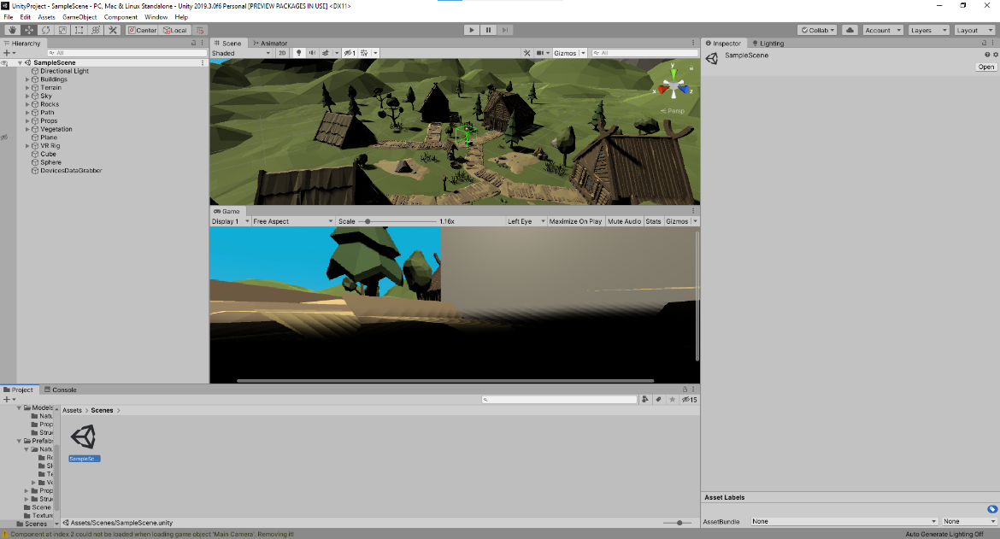 UnityProject - SampleScene - PC, Mac & Linux Standalone - Unity 2019.3.0f6 Personal [PREVIEW PACKAGES IN USE] <DX11>
File Edit Assets GameObject Component Window Help
Center Local Collab Account Layers Layout
Hierarchy
All
SampleScene
Directional Light
Buildings
Terrain
Sky
Rocks
Path
Props
Vegetation
Plane
VR Rig
Cube
Sphere
DevicesDataGrabber
Scene Animator
Shaded 2D 1 Gizmos All
y
x z
Persp
Game
Display 1 Free Aspect Scale 1.16x Left Eye Maximize On Play Mute Audio Stats Gizmos
Inspector Lighting
SampleScene
Open
Project Console
15
Models
Natu
Prop
Struc
Prefabs
Natu
Ro
Sk
Te
Ve
Prop
Struc
Scene
Texture
Scenes
Assets > Scenes >
SampleSc...
Assets/Scenes/SampleScene.unity
Asset Labels
AssetBundle None None
Component at index 2 could not be loaded when loading game object 'Main Camera'. Removing it!
Auto Generate Lighting Off